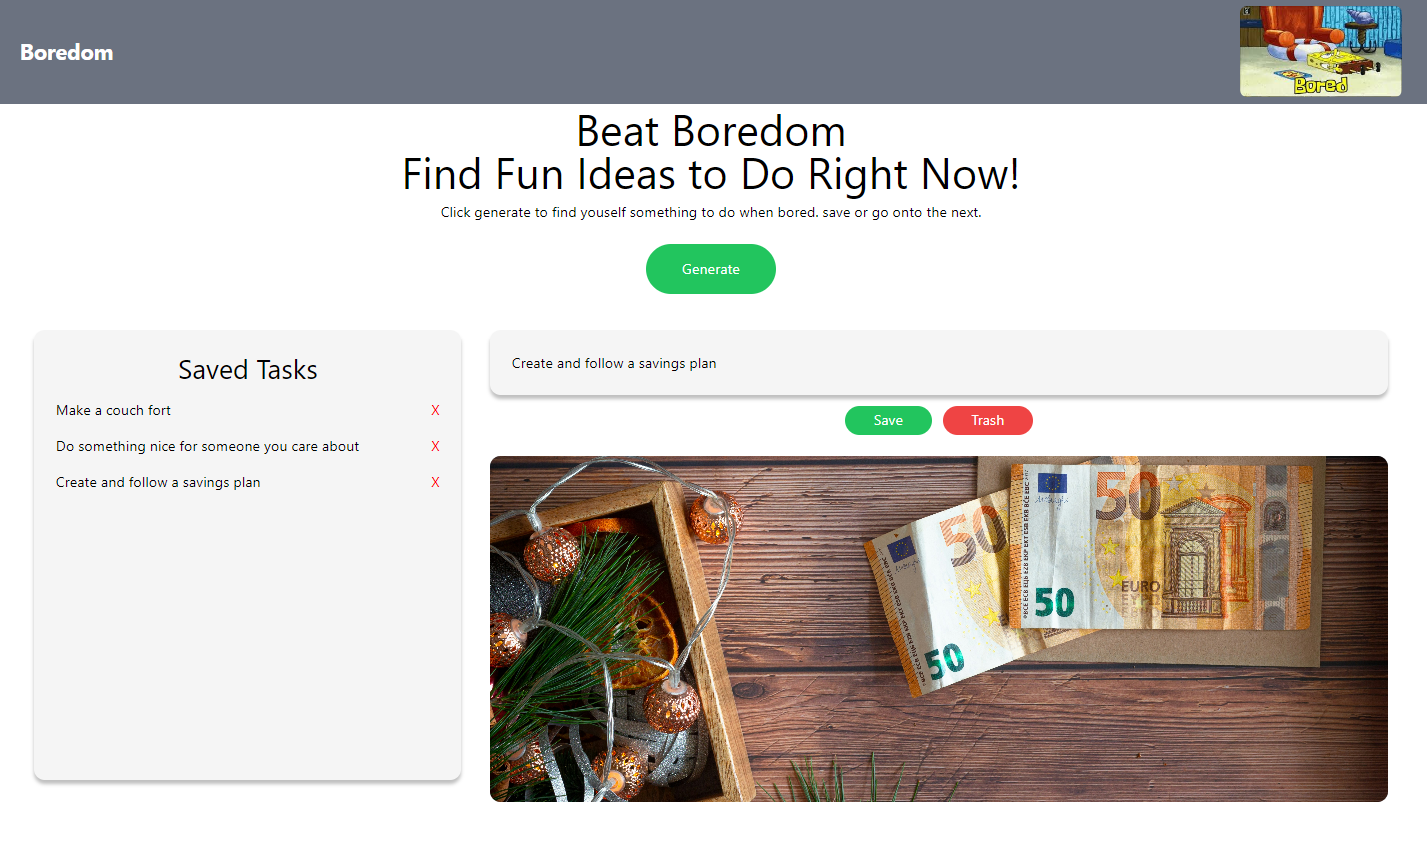 Boredom
Bored
Beat Boredom
Find Fun Ideas to Do Right Now!
Click generate to find youself something to do when bored. save or go onto the next.
Generate
Saved Tasks
Make a couch fort X
Do something nice for someone you care about X
Create and follow a savings plan X
Create and follow a savings plan
Save Trash
50
50
50
50
EURO